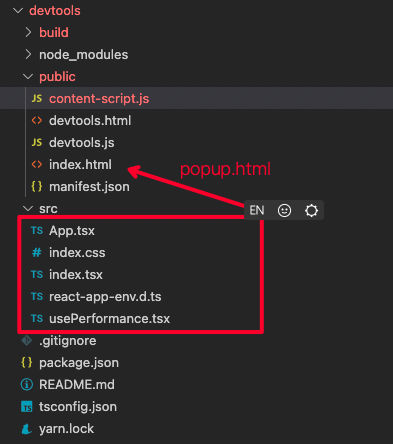 devtools
build
node_modules
public
JS content-script.js
<> devtools.html
JS devtools.js
<> index.html
popup.html
{} manifest.json
src
EN
TS App.tsx
# index.css
TS index.tsx
TS react-app-env.d.ts
TS usePerformance.tsx
.gitignore
{} package.json
README.md
tsconfig.json
yarn.lock